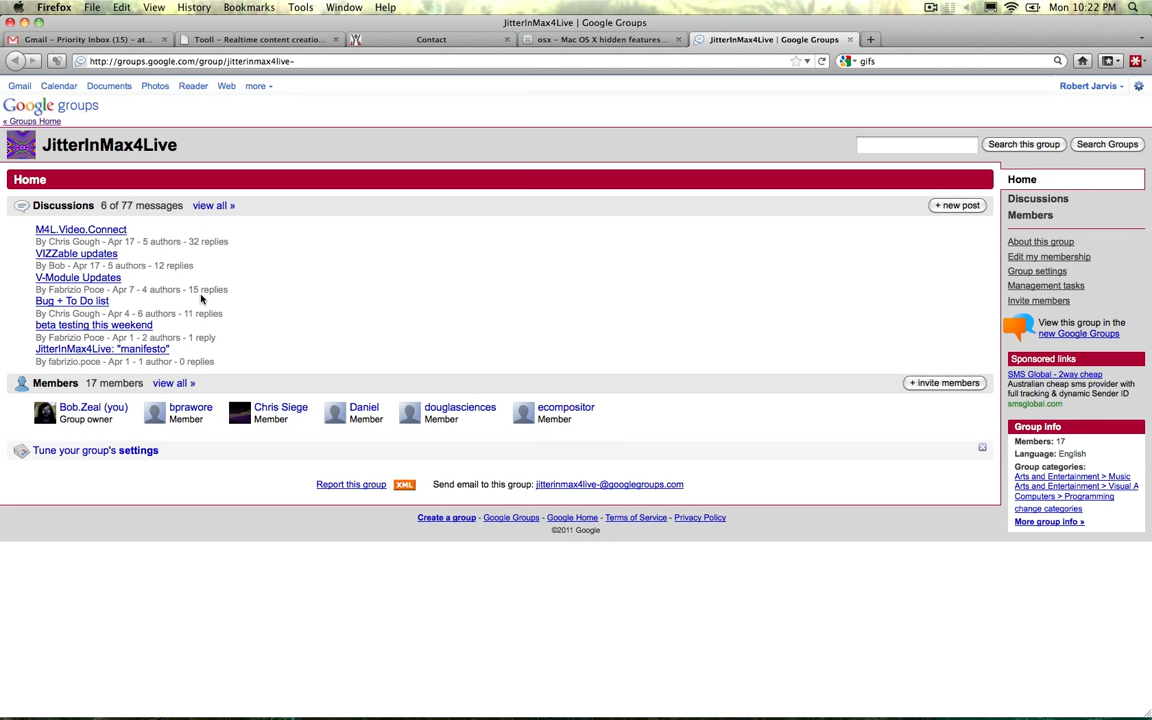 Firefox File Edit View History Bookmarks Tools Window Help Mon 10:22 PM
JitterInMax4Live | Google Groups
Gmail – Priority Inbox (15) – at... Tooll – Realtime content creatio... Contact osx – Mac OS X hidden features... JitterInMax4Live | Google Groups
http://groups.google.com/group/jitterinmax4live- gifs
Gmail Calendar Documents Photos Reader Web more Robert Jarvis
Google groups
« Groups Home
JitterInMax4Live Search this group Search Groups
Home
Discussions 6 of 77 messages view all » + new post
M4L.Video.Connect
By Chris Gough - Apr 17 - 5 authors - 32 replies
VIZZable updates
By Bob - Apr 17 - 5 authors - 12 replies
V-Module Updates
By Fabrizio Poce - Apr 7 - 4 authors - 15 replies
Bug + To Do list
By Chris Gough - Apr 4 - 6 authors - 11 replies
beta testing this weekend
By Fabrizio Poce - Apr 1 - 2 authors - 1 reply
JitterInMax4Live: "manifesto"
By fabrizio.poce - Apr 1 - 1 author - 0 replies
Members 17 members view all » + invite members
Bob.Zeal (you) bprawore Chris Siege Daniel douglasciences ecompositor
Group owner Member Member Member Member Member
Tune your group's settings
Report this group XML Send email to this group: jitterinmax4live-@googlegroups.com
Create a group - Google Groups - Google Home - Terms of Service - Privacy Policy
©2011 Google
Home
Discussions
Members
About this group
Edit my membership
Group settings
Management tasks
Invite members
View this group in the
new Google Groups
Sponsored links
SMS Global - 2way cheap
Australian cheap sms provider with
full tracking & dynamic Sender ID
smsglobal.com
Group info
Members: 17
Language: English
Group categories:
Arts and Entertainment > Music
Arts and Entertainment > Visual A
Computers > Programming
change categories
More group info »